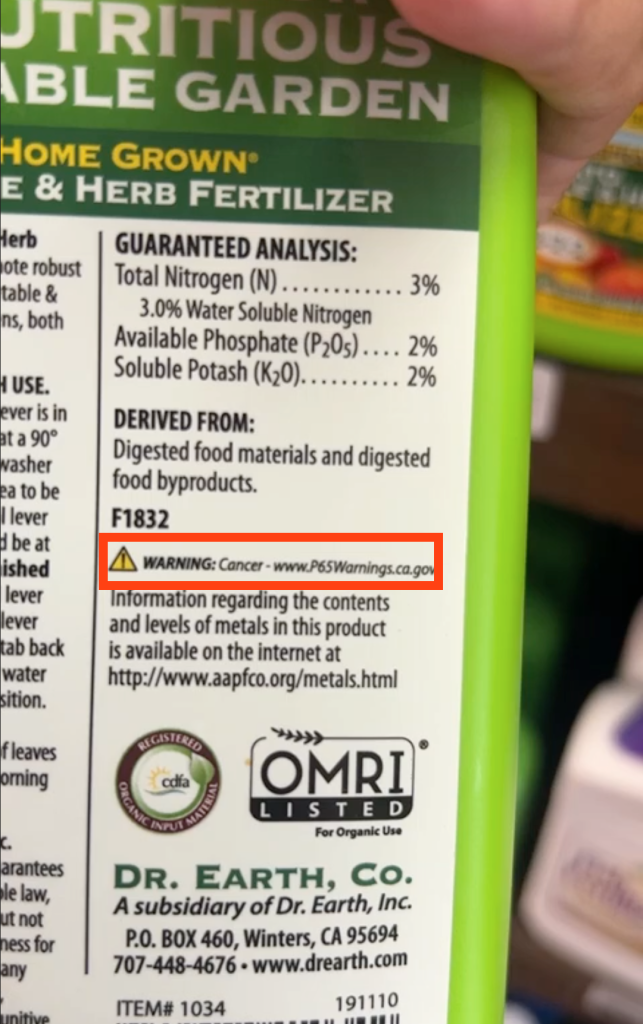 UTRITIOUS
ABLE GARDEN
HOME GROWN®
E & HERB FERTILIZER
Herb
ote robust
table &
ns, both
H USE.
ever is in
at a 90°
washer
ea to be
l lever
d be at
ished
lever
lever
tab back
water
sition.
f leaves
orning
c.
arantees
le law,
ut not
ness for
any
unitive
GUARANTEED ANALYSIS:
Total Nitrogen (N) ............ 3%
3.0% Water Soluble Nitrogen
Available Phosphate (P₂O₅).... 2%
Soluble Potash (K₂O).......... 2%
DERIVED FROM:
Digested food materials and digested
food byproducts.
F1832
WARNING: Cancer - www.P65Warnings.ca.gov
Information regarding the contents
and levels of metals in this product
is available on the internet at
http://www.aapfco.org/metals.html
REGISTERED
cdfa
ORGANIC INPUT MATERIAL
OMRI®
LISTED
For Organic Use
DR. EARTH, CO.
A subsidiary of Dr. Earth, Inc.
P.O. BOX 460, Winters, CA 95694
707-448-4676 • www.drearth.com
ITEM# 1034 191110